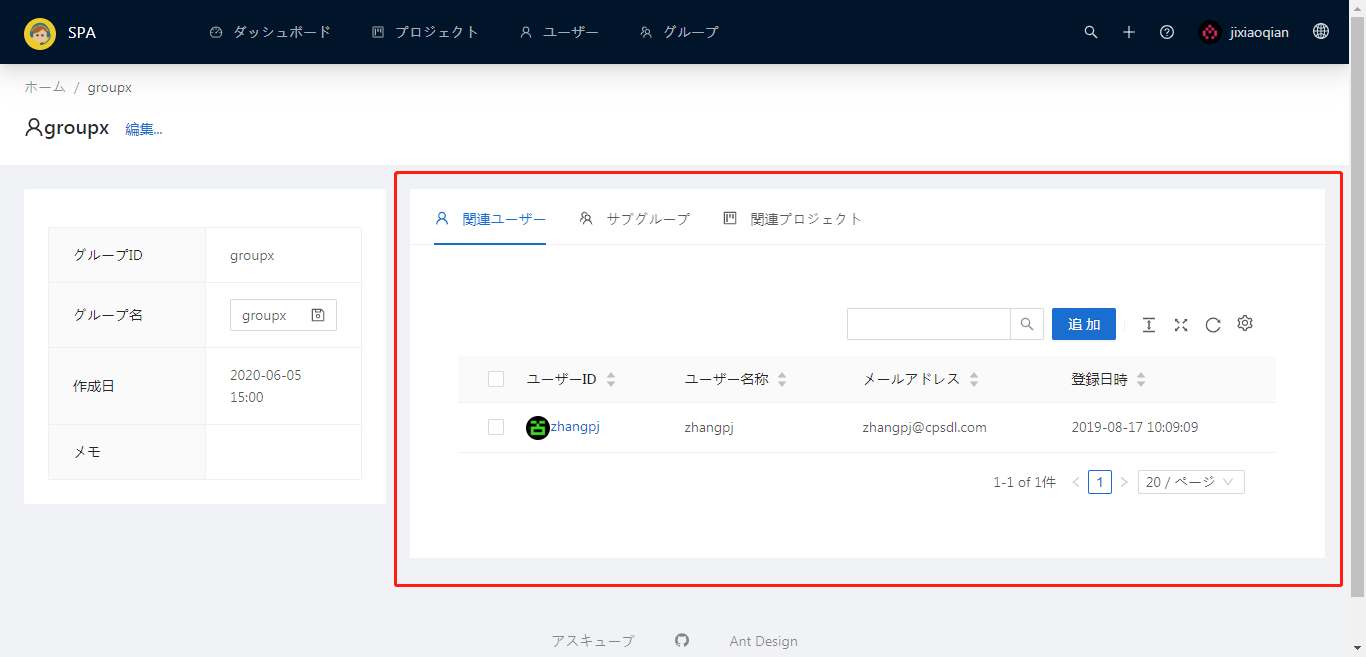 SPA ダッシュボード プロジェクト ユーザー グループ jixiaoqian
ホーム / groupx
groupx 編集...
グループID groupx
グループ名 groupx
作成日 2020-06-05
15:00
メモ
関連ユーザー サブグループ 関連プロジェクト
追 加
ユーザーID ユーザー名称 メールアドレス 登録日時
zhangpj zhangpj zhangpj@cpsdl.com 2019-08-17 10:09:09
1-1 of 1件 < 1 > 20 / ページ
アスキューブ Ant Design